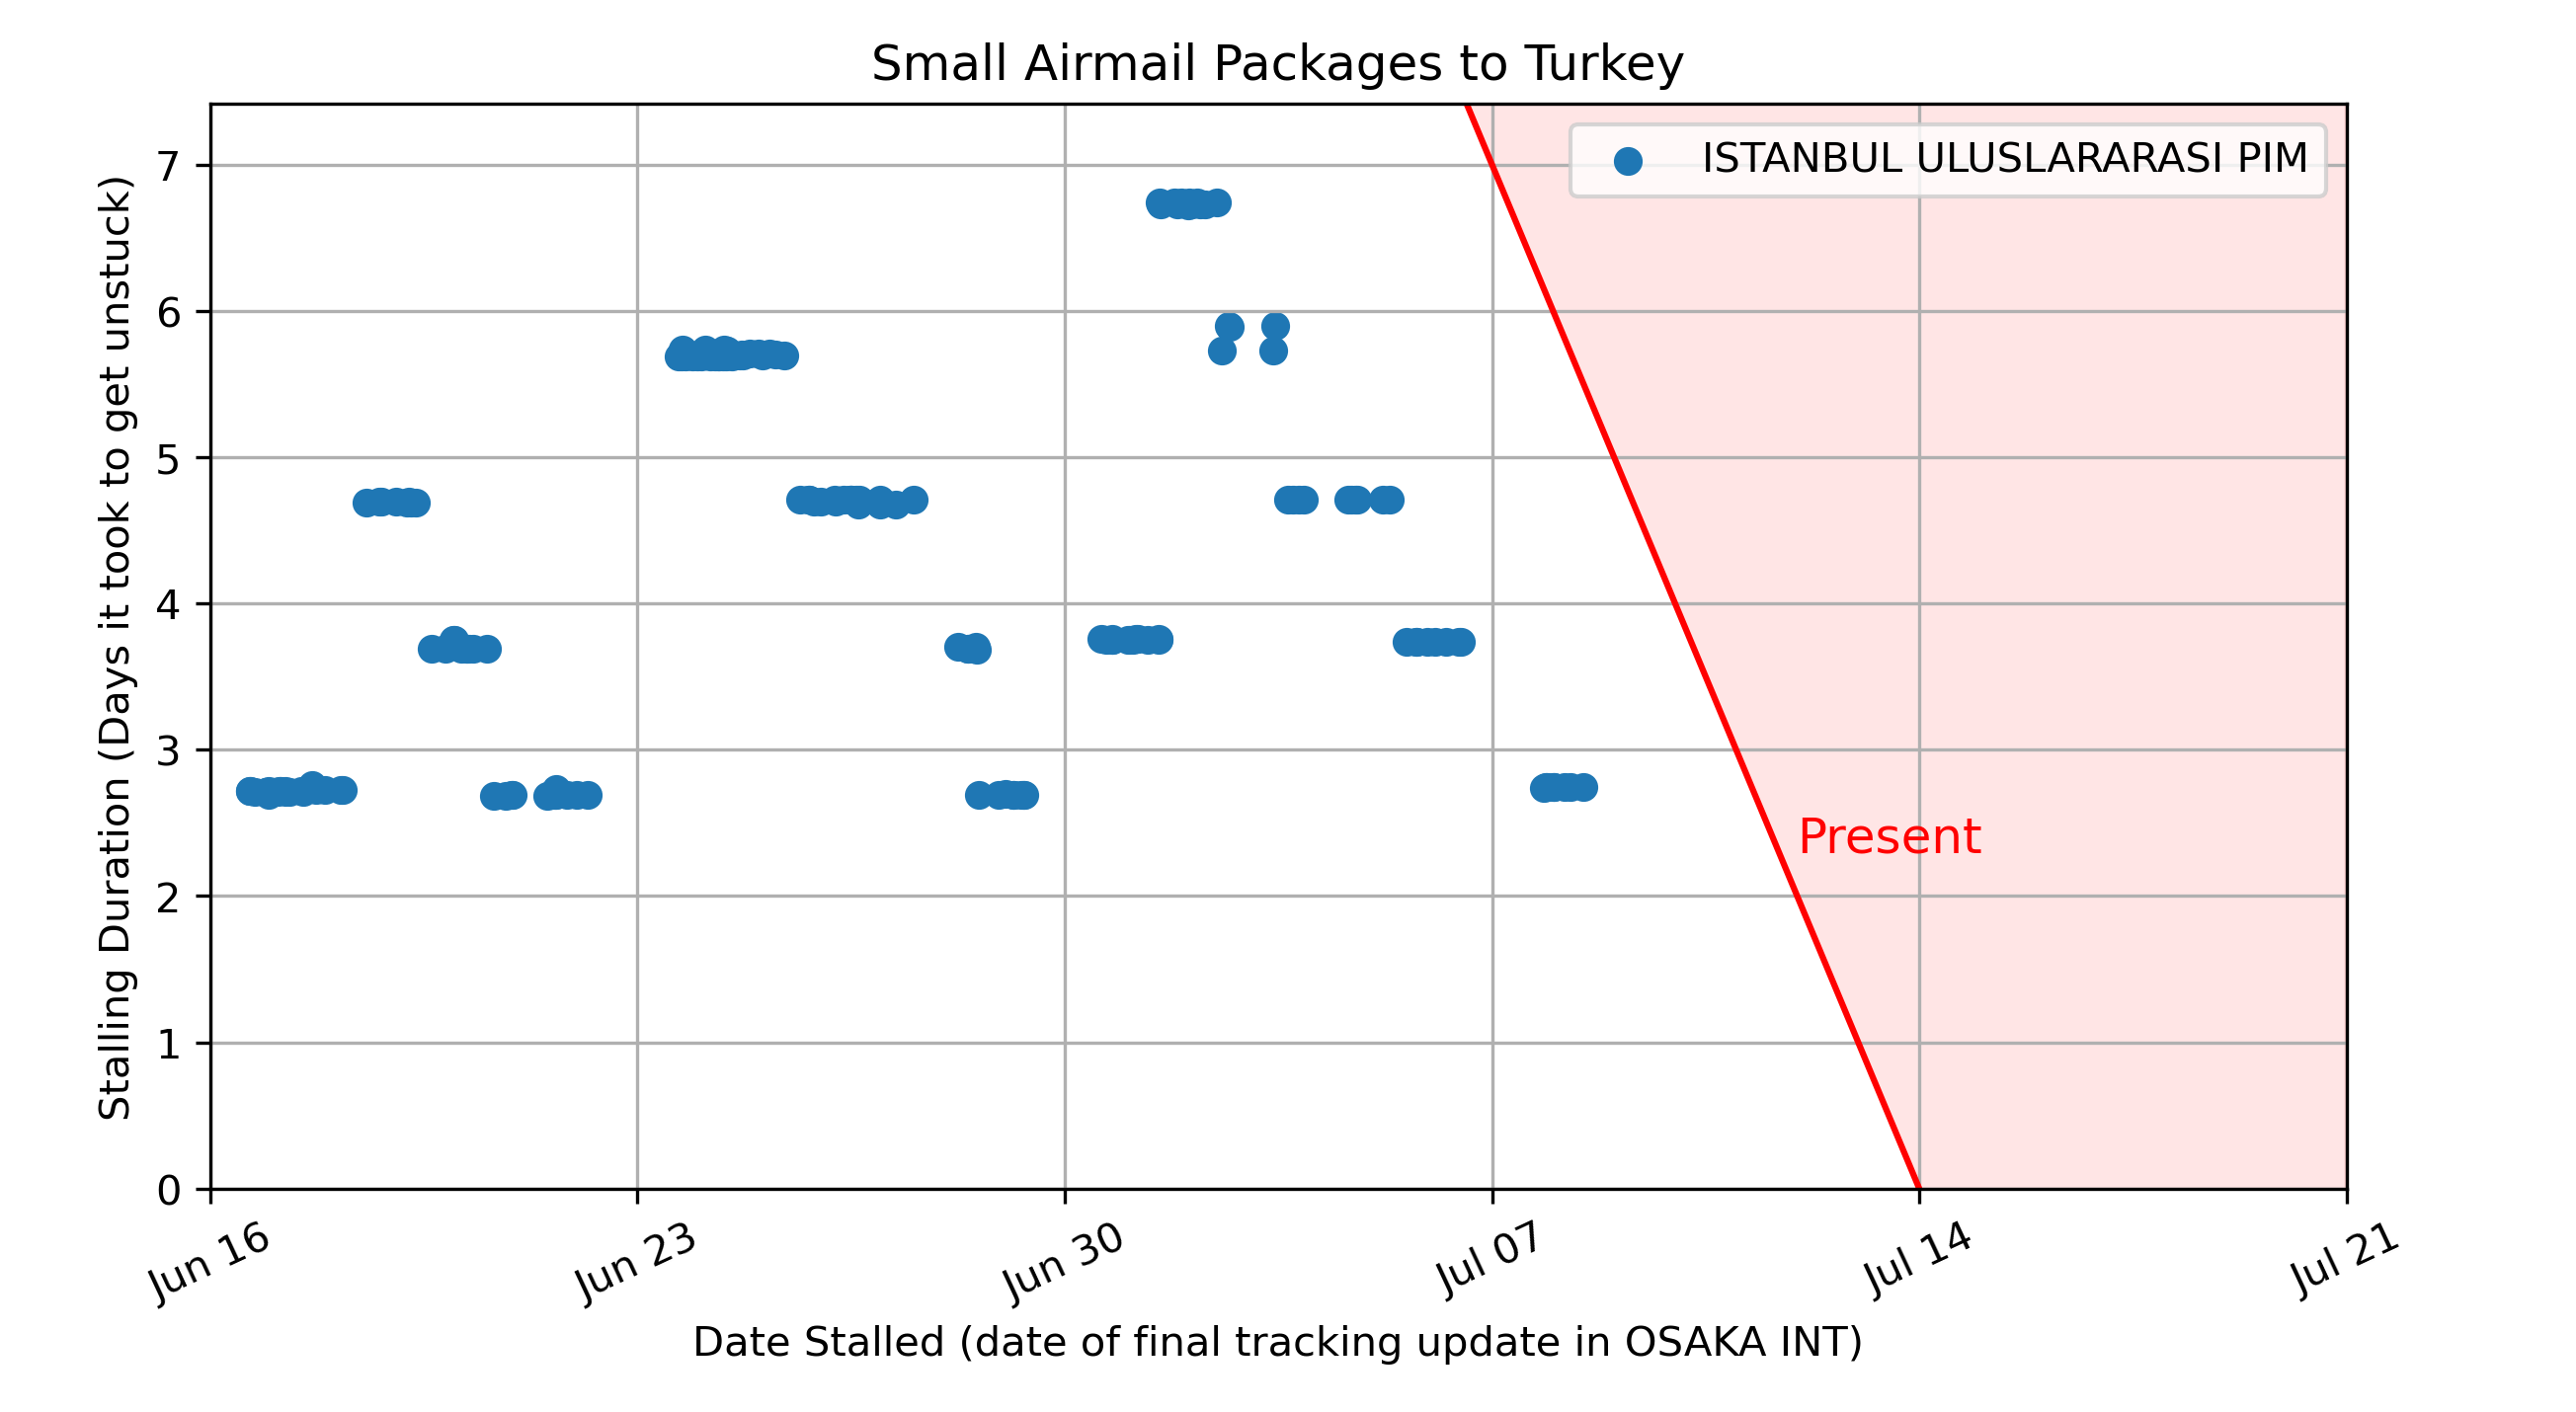 Small Airmail Packages to Turkey
ISTANBUL ULUSLARARASI PIM
Stalling Duration (Days it took to get unstuck)
7
6
5
4
3
2
1
0
Present
Jun 16
Jun 23
Jun 30
Jul 07
Jul 14
Jul 21
Date Stalled (date of final tracking update in OSAKA INT)